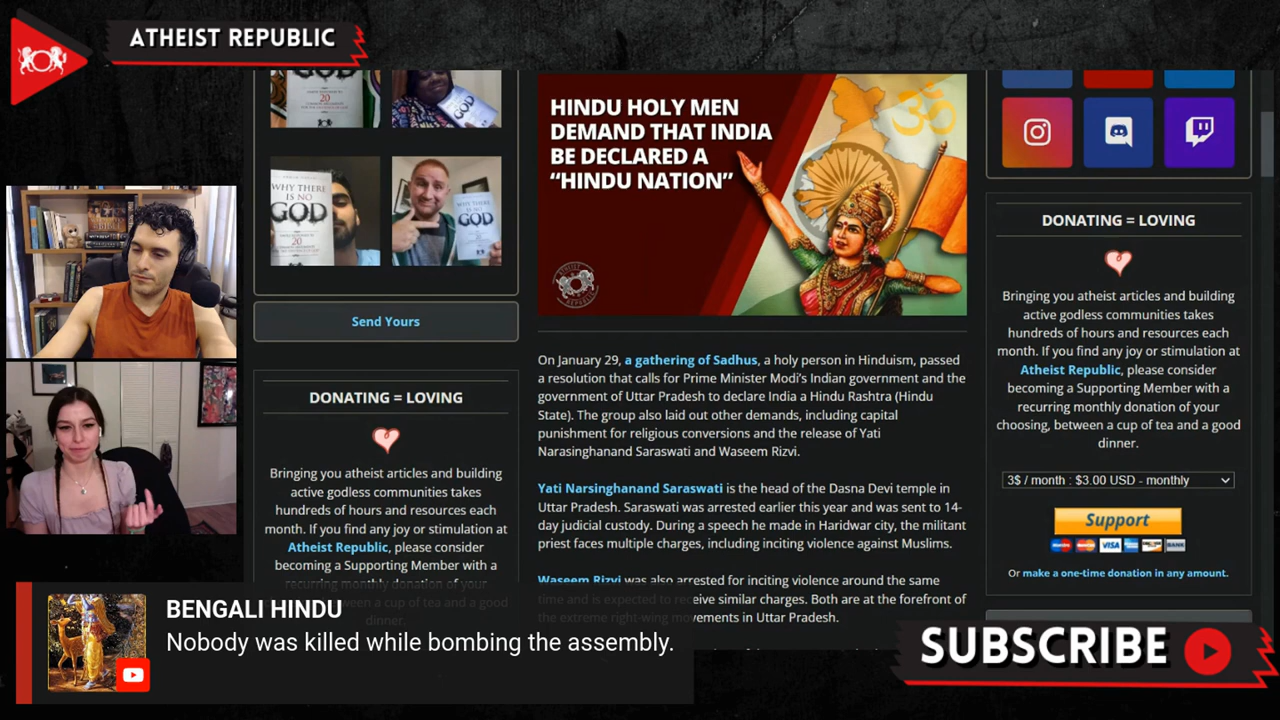 ATHEIST REPUBLIC
GOD
20
GOD
WHY THERE
IS NO
GOD
20
WHY THERE
IS NO
GOD
Send Yours
DONATING = LOVING
Bringing you atheist articles and building
active godless communities takes
hundreds of hours and resources each
month. If you find any joy or stimulation at
Atheist Republic, please consider
becoming a Supporting Member with a
recurring monthly donation of your
dinner.
HINDU HOLY MEN
DEMAND THAT INDIA
BE DECLARED A
“HINDU NATION”
On January 29, a gathering of Sadhus, a holy person in Hinduism, passed
a resolution that calls for Prime Minister Modi’s Indian government and the
government of Uttar Pradesh to declare India a Hindu Rashtra (Hindu
State). The group also laid out other demands, including capital
punishment for religious conversions and the release of Yati
Narasinghanand Saraswati and Waseem Rizvi.
Yati Narsinghanand Saraswati is the head of the Dasna Devi temple in
Uttar Pradesh. Saraswati was arrested earlier this year and was sent to 14-
day judicial custody. During a speech he made in Haridwar city, the militant
priest faces multiple charges, including inciting violence against Muslims.
Waseem Rizvi was also arrested for inciting violence around the same
time and is expected to receive similar charges. Both are at the forefront of
the extreme right-wing movements in Uttar Pradesh.
DONATING = LOVING
Bringing you atheist articles and building
active godless communities takes
hundreds of hours and resources each
month. If you find any joy or stimulation at
Atheist Republic, please consider
becoming a Supporting Member with a
recurring monthly donation of your
choosing, between a cup of tea and a good
dinner.
3$ / month : $3.00 USD - monthly
Support
VISA
BANK
Or make a one-time donation in any amount.
BENGALI HINDU
Nobody was killed while bombing the assembly.
SUBSCRIBE